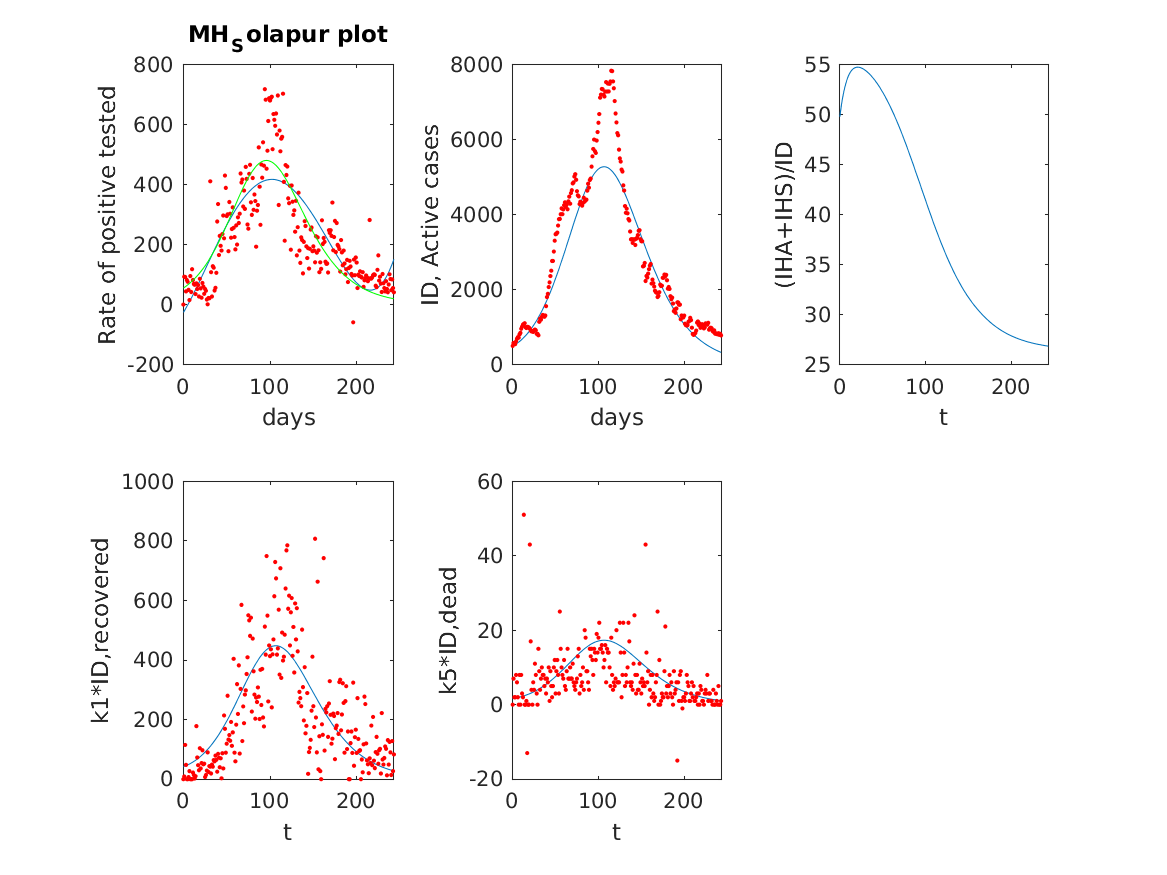 MH_Solapur plot
800
600
400
200
0
-200
0 100 200
Rate of positive tested
days
8000
6000
4000
2000
0
0 100 200
ID, Active cases
days
55
50
45
40
35
30
25
0 100 200
(IHA+IHS)/ID
t
1000
800
600
400
200
0
0 100 200
k1*ID,recovered
t
60
40
20
0
-20
0 100 200
k5*ID,dead
t